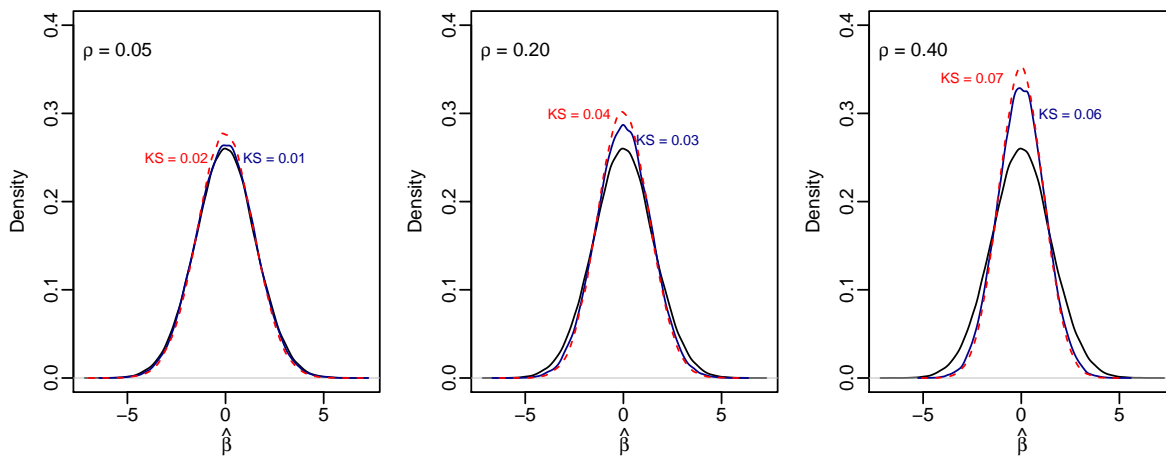 ρ = 0.05
KS = 0.02
KS = 0.01
Density
0.0
0.1
0.2
0.3
0.4
−5
0
5
β̂
ρ = 0.20
KS = 0.04
KS = 0.03
Density
0.0
0.1
0.2
0.3
0.4
−5
0
5
β̂
ρ = 0.40
KS = 0.07
KS = 0.06
Density
0.0
0.1
0.2
0.3
0.4
−5
0
5
β̂